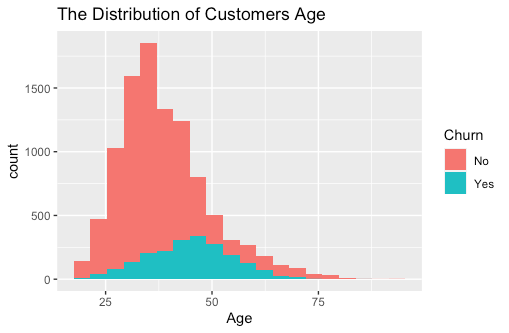 The Distribution of Customers Age
1500
1000
500
0
count
25 50 75
Age
Churn
No
Yes